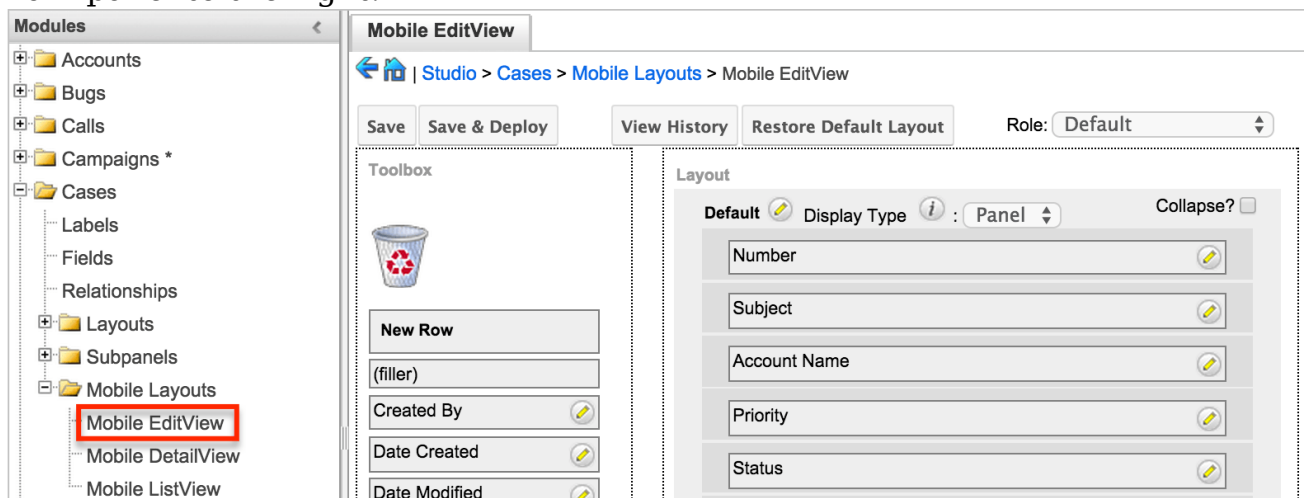 Modules
Accounts
Bugs
Calls
Campaigns *
Cases
Labels
Fields
Relationships
Layouts
Subpanels
Mobile Layouts
Mobile EditView
Mobile DetailView
Mobile ListView
Mobile EditView
| Studio > Cases > Mobile Layouts > Mobile EditView
Save Save & Deploy View History Restore Default Layout Role: Default
Toolbox
New Row
(filler)
Created By
Date Created
Date Modified
Layout
Default Display Type i : Panel Collapse?
Number
Subject
Account Name
Priority
Status